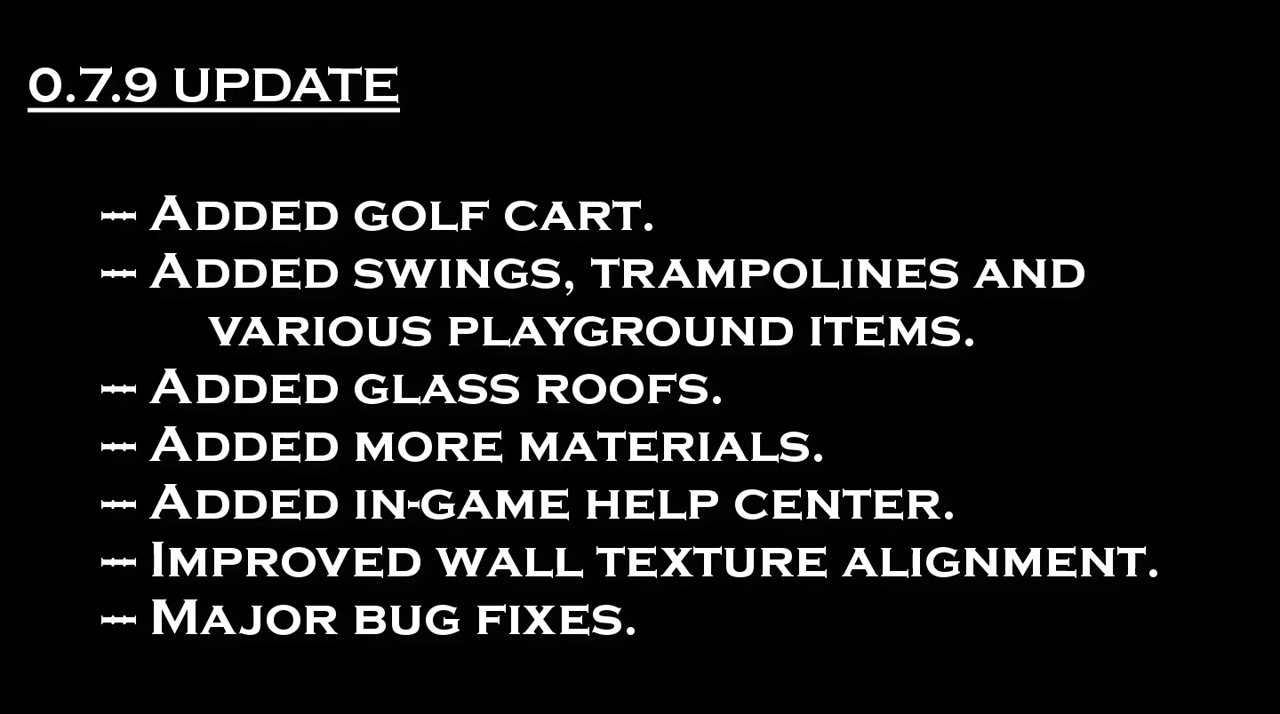 0.7.9 UPDATE
--- Added golf cart.
--- Added swings, trampolines and
various playground items.
--- Added glass roofs.
--- Added more materials.
--- Added in-game help center.
--- Improved wall texture alignment.
--- Major bug fixes.